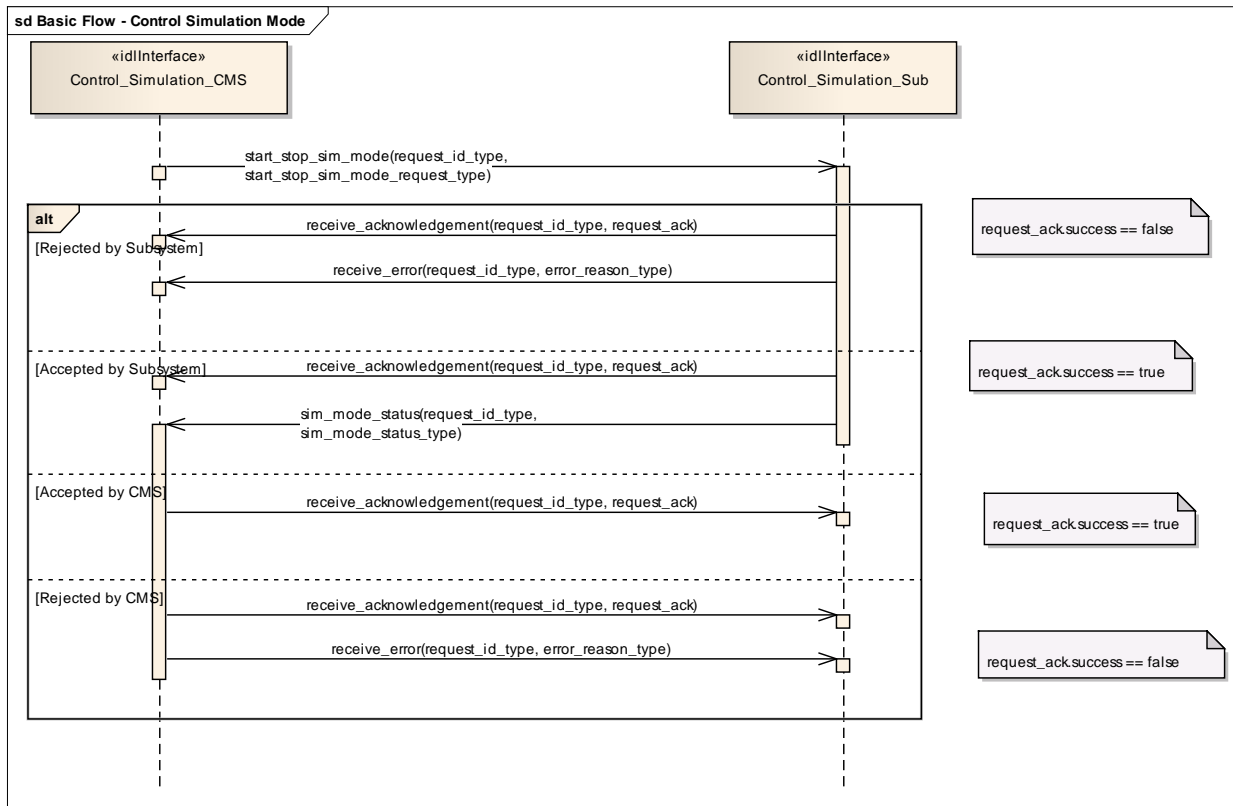 sd Basic Flow - Control Simulation Mode
«idlInterface»
Control_Simulation_CMS
«idlInterface»
Control_Simulation_Sub
start_stop_sim_mode(request_id_type,
start_stop_sim_mode_request_type)
alt
[Rejected by Subsystem]
receive_acknowledgement(request_id_type, request_ack)
request_ack.success == false
receive_error(request_id_type, error_reason_type)
[Accepted by Subsystem]
receive_acknowledgement(request_id_type, request_ack)
request_ack.success == true
sim_mode_status(request_id_type,
sim_mode_status_type)
[Accepted by CMS]
receive_acknowledgement(request_id_type, request_ack)
request_ack.success == true
[Rejected by CMS]
receive_acknowledgement(request_id_type, request_ack)
receive_error(request_id_type, error_reason_type)
request_ack.success == false